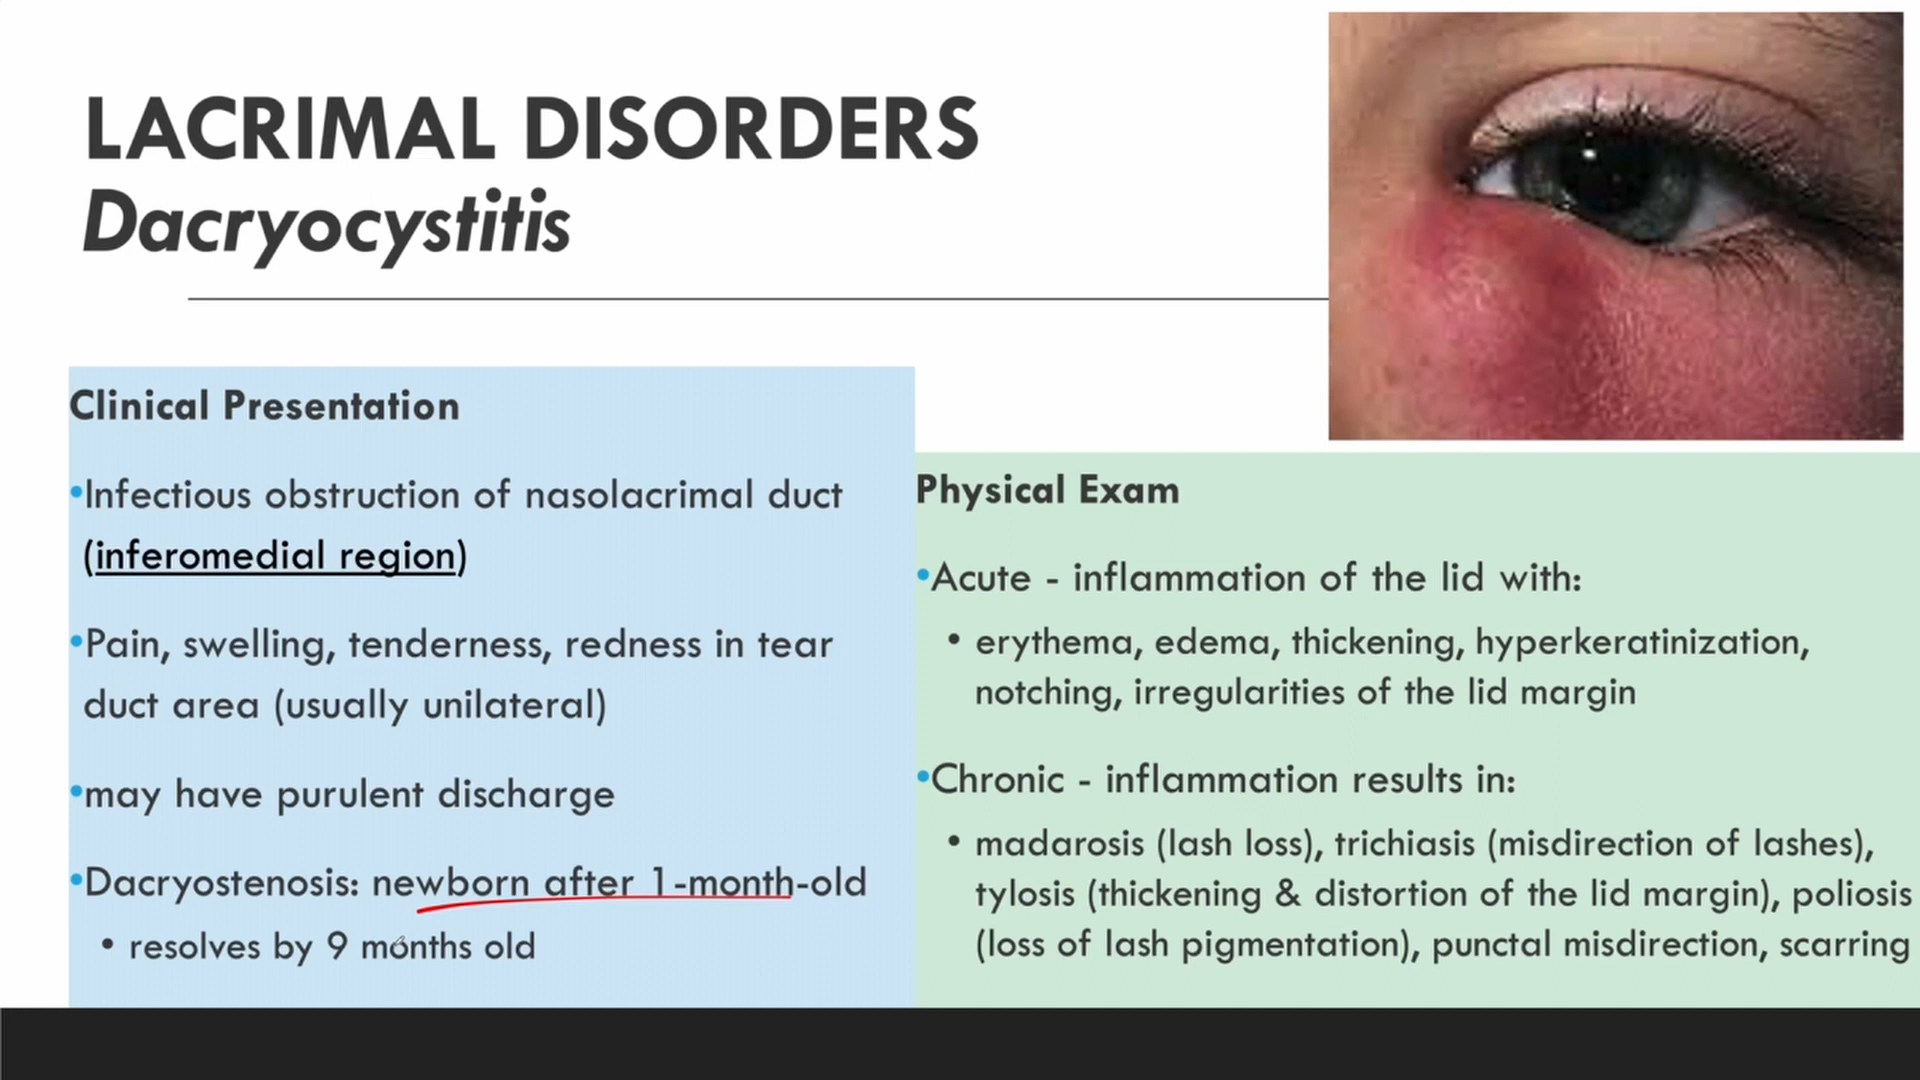 LACRIMAL DISORDERS
Dacryocystitis
Clinical Presentation
•Infectious obstruction of nasolacrimal duct
(inferomedial region)
•Pain, swelling, tenderness, redness in tear
duct area (usually unilateral)
•may have purulent discharge
•Dacryostenosis: newborn after 1-month-old
• resolves by 9 months old
Physical Exam
•Acute - inflammation of the lid with:
• erythema, edema, thickening, hyperkeratinization,
notching, irregularities of the lid margin
•Chronic - inflammation results in:
• madarosis (lash loss), trichiasis (misdirection of lashes),
tylosis (thickening & distortion of the lid margin), poliosis
(loss of lash pigmentation), punctal misdirection, scarring